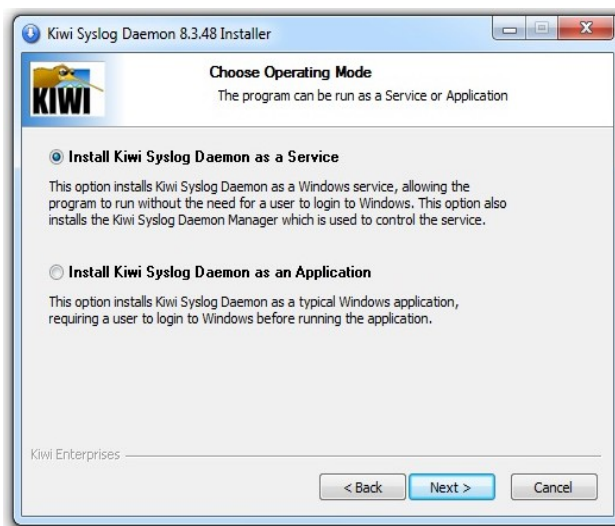 Kiwi Syslog Daemon 8.3.48 Installer
KIWI
Choose Operating Mode
The program can be run as a Service or Application
Install Kiwi Syslog Daemon as a Service
This option installs Kiwi Syslog Daemon as a Windows service, allowing the
program to run without the need for a user to login to Windows. This option also
installs the Kiwi Syslog Daemon Manager which is used to control the service.
Install Kiwi Syslog Daemon as an Application
This option installs Kiwi Syslog Daemon as a typical Windows application,
requiring a user to login to Windows before running the application.
Kiwi Enterprises
< Back
Next >
Cancel